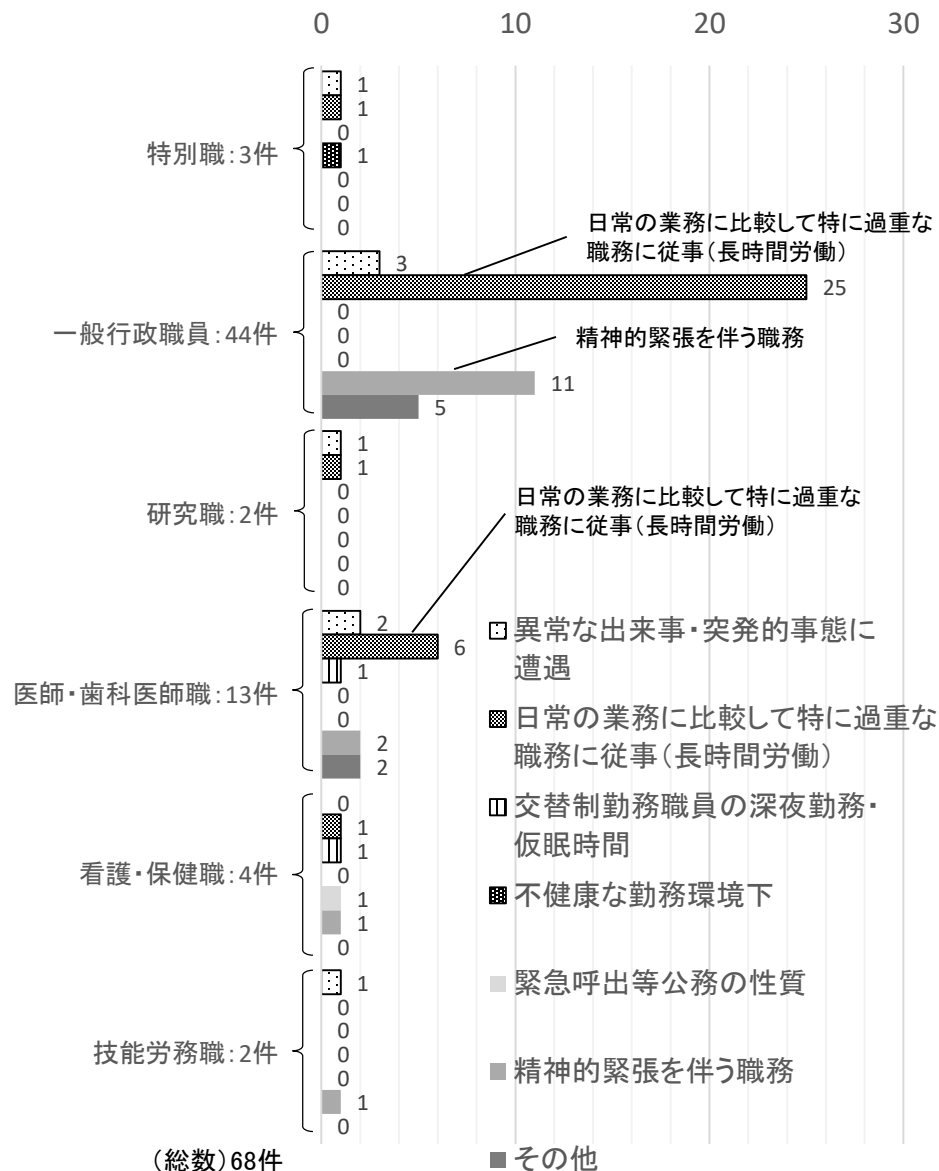 0 10 20 30
1
1
0
特別職:3件
1
0
0
0
日常の業務に比較して特に過重な
職務に従事(長時間労働)
3
25
0
一般行政職員:44件
0
0
精神的緊張を伴う職務
11
5
1
1
0
研究職:2件
0
0
0
0
日常の業務に比較して特に過重な
職務に従事(長時間労働)
2
6
1
医師・歯科医師職:13件
0
0
2
2
0
1
1
看護・保健職:4件
0
1
1
0
1
0
0
技能労務職:2件
0
0
1
0
異常な出来事・突発的事態に
遭遇
日常の業務に比較して特に過重な
職務に従事(長時間労働)
交替制勤務職員の深夜勤務・
仮眠時間
不健康な勤務環境下
緊急呼出等公務の性質
精神的緊張を伴う職務
その他
(総数)68件